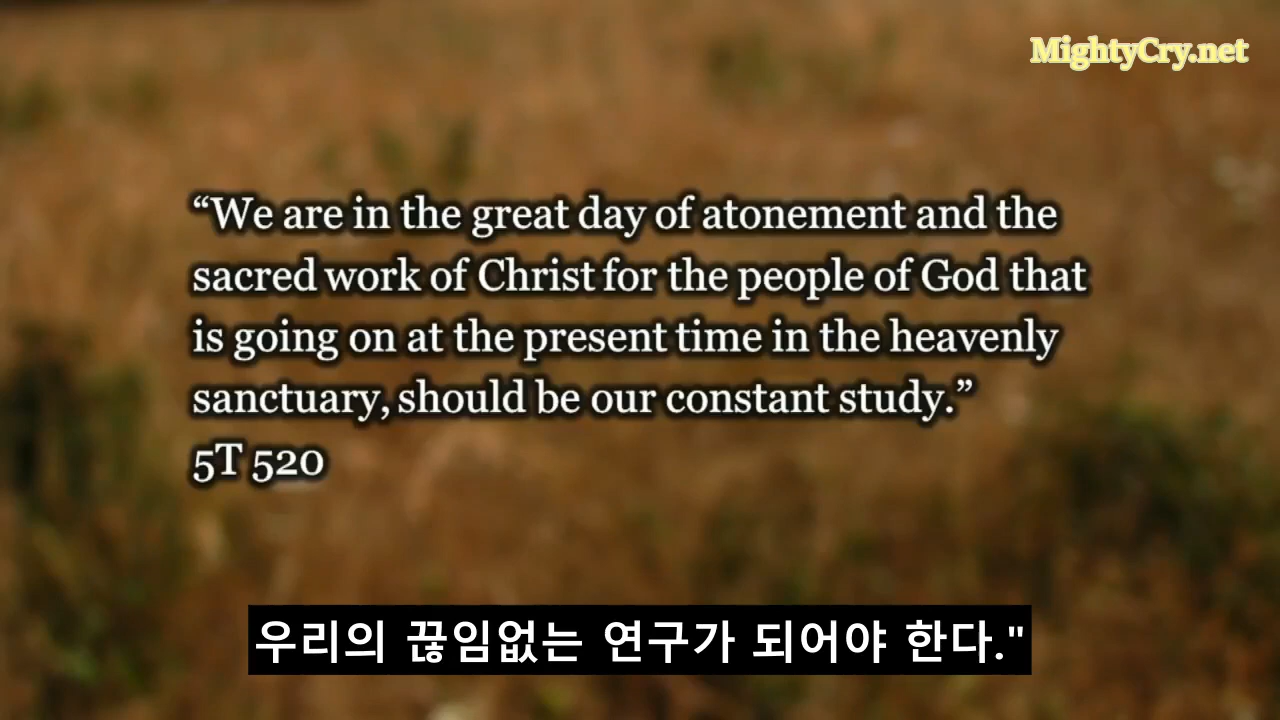 MightyCry.net
“We are in the great day of atonement and the
sacred work of Christ for the people of God that
is going on at the present time in the heavenly
sanctuary, should be our constant study.”
5T 520
우리의 끊임없는 연구가 되어야 한다."